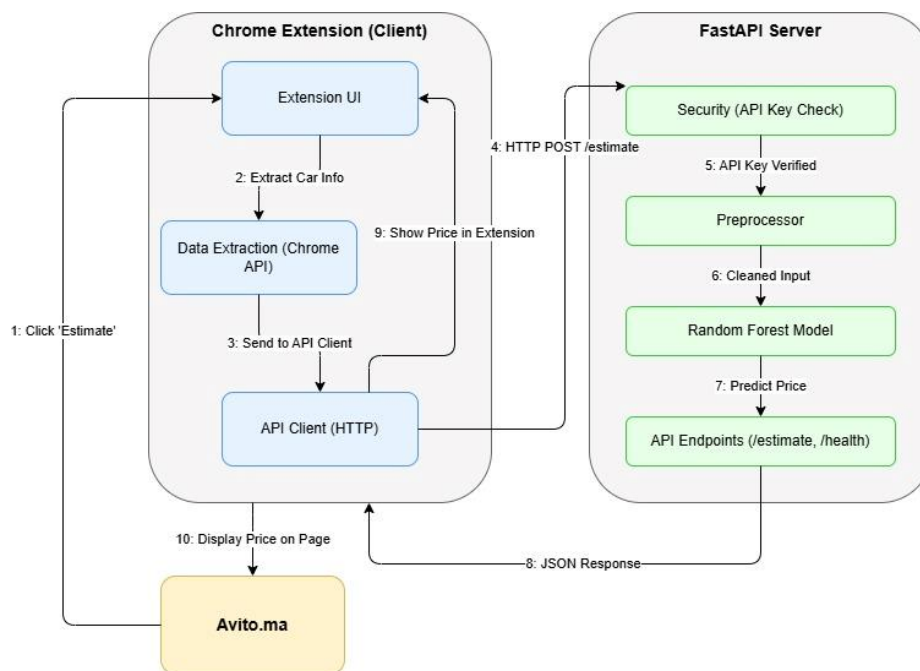 Chrome Extension (Client)
FastAPI Server
Extension UI
Security (API Key Check)
4: HTTP POST /estimate
5: API Key Verified
2: Extract Car Info
Preprocessor
Data Extraction (Chrome
API)
9: Show Price in Extension
6: Cleaned Input
1: Click 'Estimate'
3: Send to API Client
Random Forest Model
7: Predict Price
API Client (HTTP)
API Endpoints (/estimate, /health)
10: Display Price on Page
8: JSON Response
Avito.ma